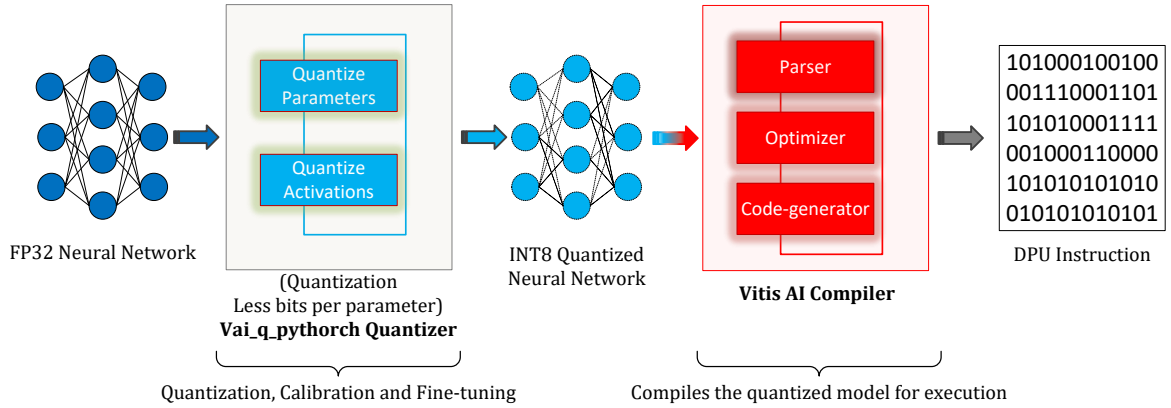 Quantize
Parameters
Quantize
Activations
Parser
Optimizer
Code-generator
101000100100
001110001101
101010001111
001000110000
101010101010
010101010101
FP32 Neural Network
(Quantization
Less bits per parameter)
Vai_q_pythorch Quantizer
INT8 Quantized
Neural Network
Vitis AI Compiler
DPU Instruction
Quantization, Calibration and Fine-tuning
Compiles the quantized model for execution